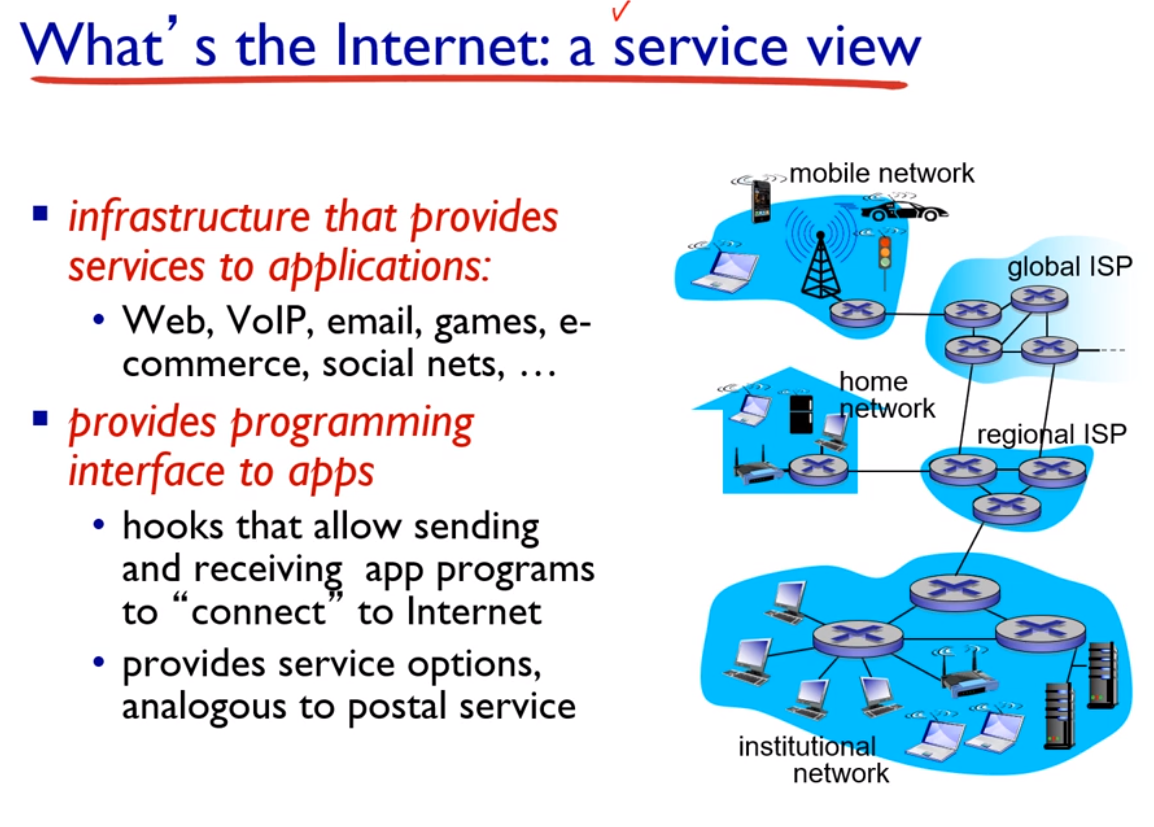 What’s the Internet: a service view
infrastructure that provides
services to applications:
Web, VoIP, email, games, e-
commerce, social nets, …
provides programming
interface to apps
hooks that allow sending
and receiving app programs
to “connect” to Internet
provides service options,
analogous to postal service
mobile network
global ISP
home
network
regional ISP
institutional
network